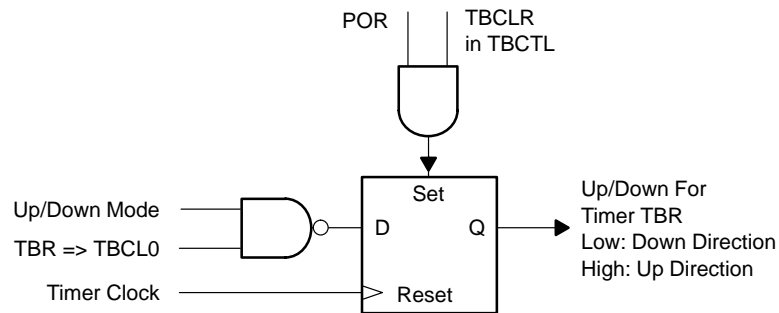 POR
TBCLR
in TBCTL
Set
Up/Down Mode
TBR => TBCL0
D
Q
Up/Down For
Timer TBR
Low: Down Direction
High: Up Direction
Timer Clock
Reset